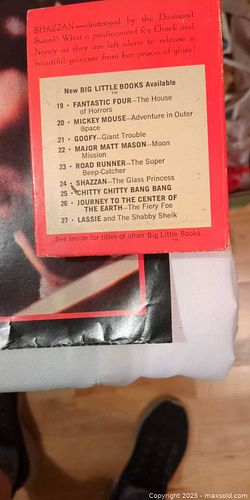 SHAZZAN—destroyed by the Diamond
Sword! What a predicament for Chuck and
Nancy as they are left alone to release a
beautiful princess from her prison of glass!
New BIG LITTLE BOOKS Available
TM
19 • FANTASTIC FOUR—The House
of Horrors
20 • MICKEY MOUSE—Adventure in Outer
Space
21 • GOOFY—Giant Trouble
22 • MAJOR MATT MASON—Moon
Mission
23 • ROAD RUNNER—The Super
Beep-Catcher
24 • SHAZZAN—The Glass Princess
25 • CHITTY CHITTY BANG BANG
26 • JOURNEY TO THE CENTER OF
THE EARTH—The Fiery Foe
27 • LASSIE and The Shabby Sheik
See Inside for titles of other Big Little Books.
TM
Copyright 2025 - maxsold.com